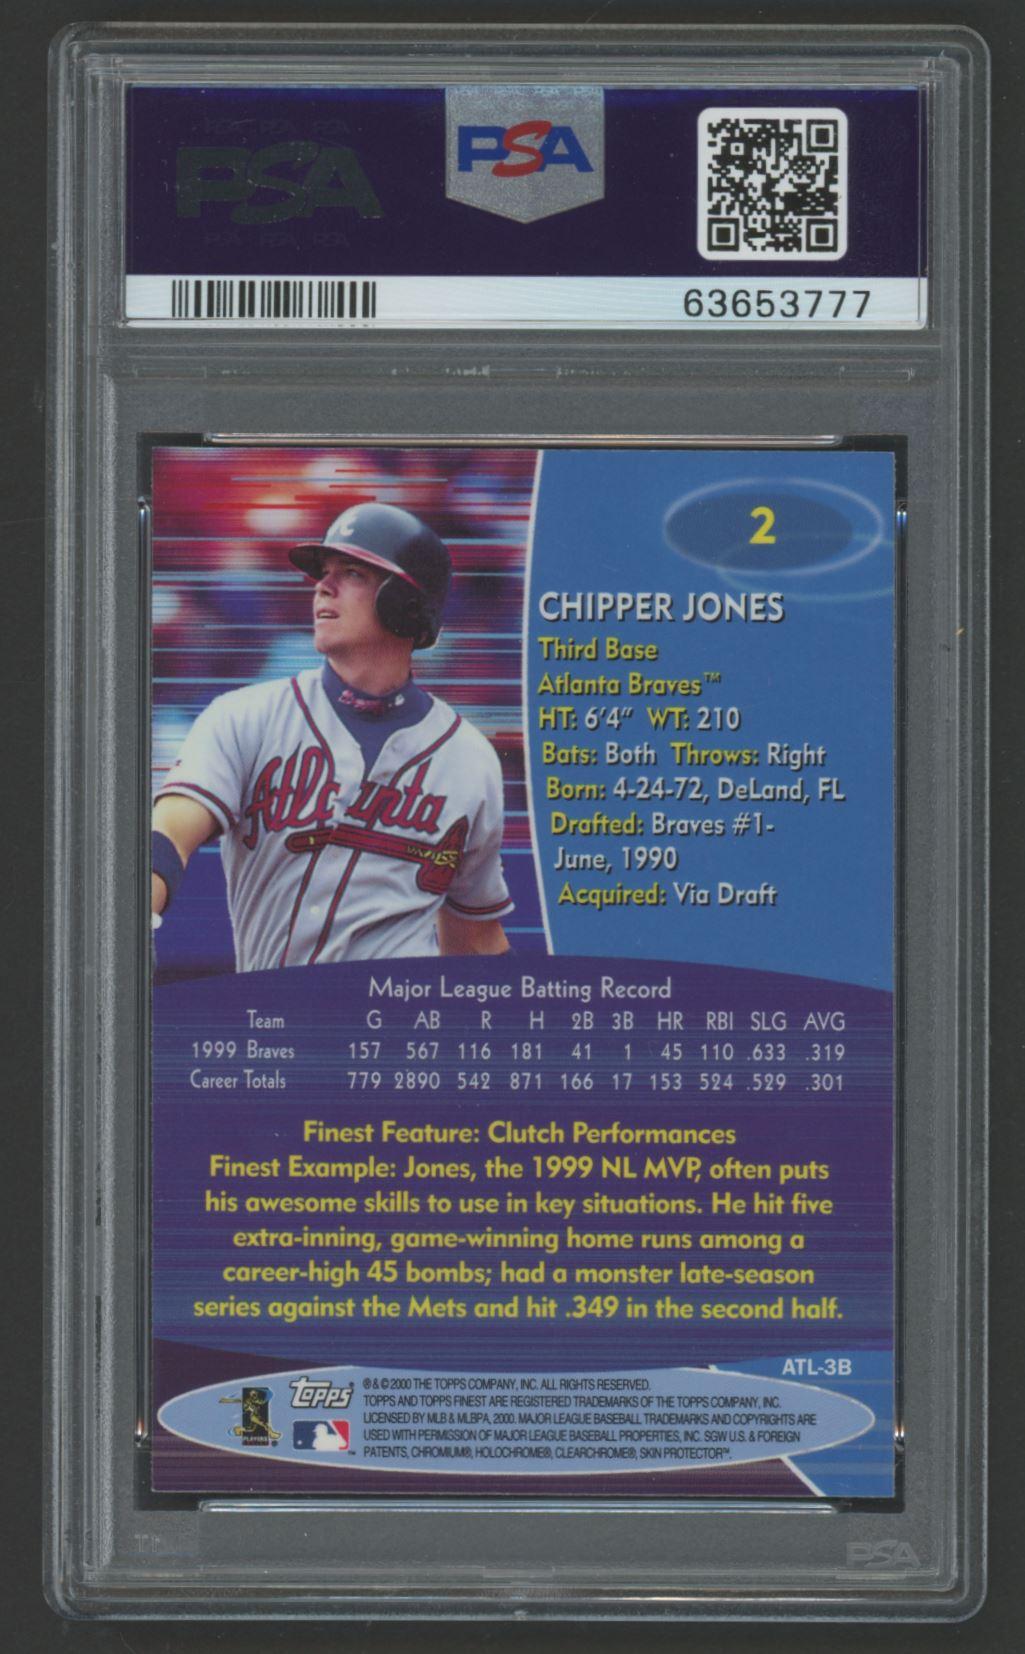 PSA PSA PSA
PSA
PSA PSA PSA
PSA
63653777
2
CHIPPER JONES
Third Base
Atlanta Braves™
HT: 6'4" WT: 210
Bats: Both Throws: Right
Born: 4-24-72, DeLand, FL
Drafted: Braves #1-
June, 1990
Acquired: Via Draft
Atlanta
Major League Batting Record
Team G AB R H 2B 3B HR RBI SLG AVG
1999 Braves 157 567 116 181 41 1 45 110 .633 .319
Career Totals 779 2890 542 871 166 17 153 524 .529 .301
Finest Feature: Clutch Performances
Finest Example: Jones, the 1999 NL MVP, often puts
his awesome skills to use in key situations. He hit five
extra-inning, game-winning home runs among a
career-high 45 bombs; had a monster late-season
series against the Mets and hit .349 in the second half.
ATL-3B
PLAYERS
Topps
®&©2000 THE TOPPS COMPANY, INC. ALL RIGHTS RESERVED.
TOPPS AND TOPPS FINEST ARE REGISTERED TRADEMARKS OF THE TOPPS COMPANY, INC.
LICENSED BY MLB & MLBPA, 2000. MAJOR LEAGUE BASEBALL TRADEMARKS AND COPYRIGHTS ARE
USED WITH PERMISSION OF MAJOR LEAGUE BASEBALL PROPERTIES, INC. SGW U.S. & FOREIGN
PATENTS, CHROMIUM®, HOLOCHROME®, CLEARCHROME®, SKIN PROTECTOR™.
PSA